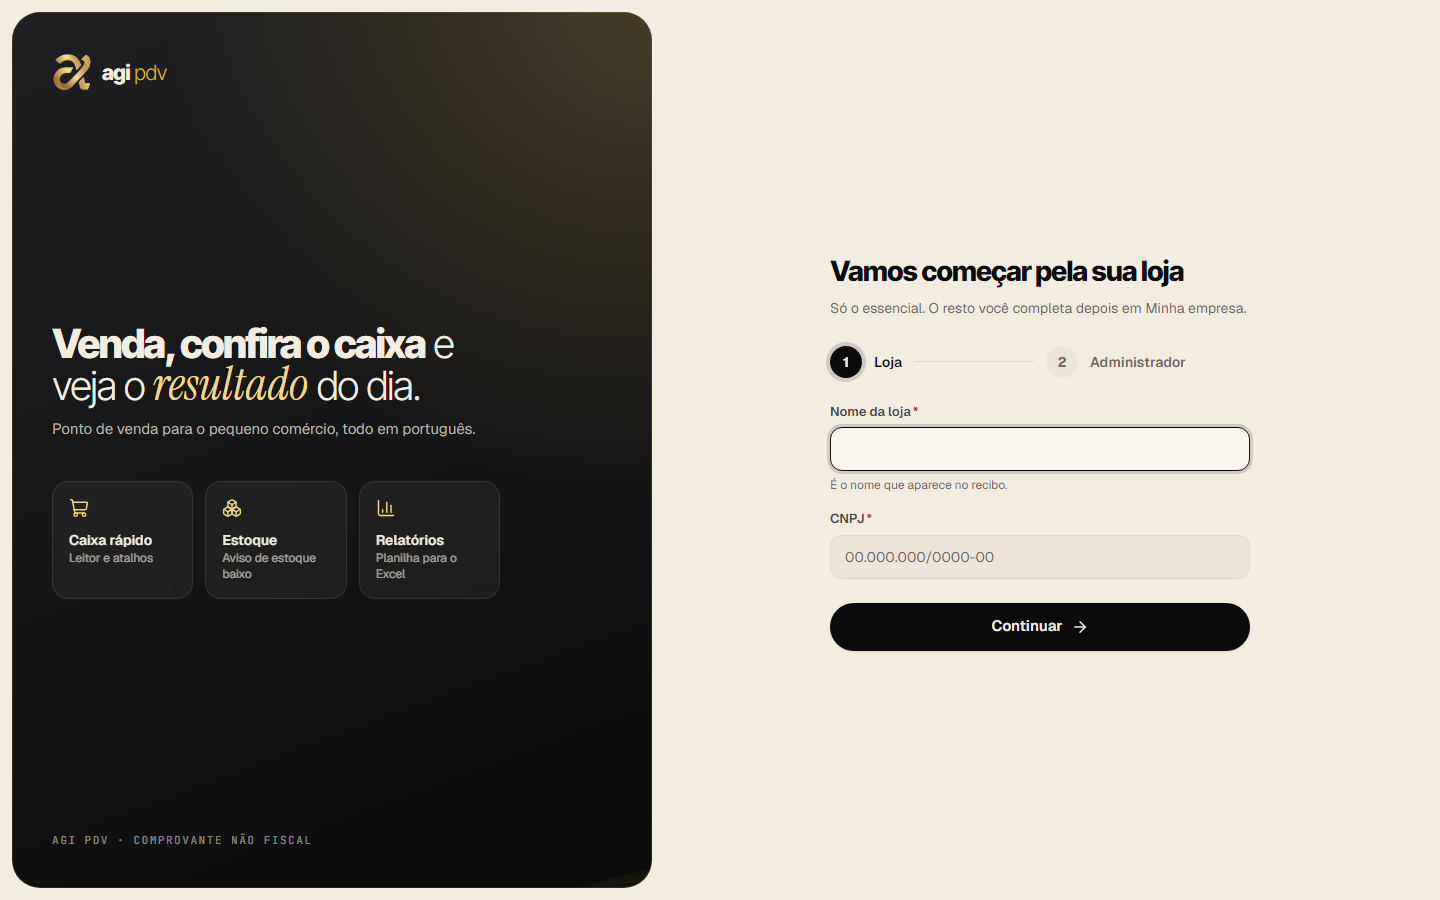 agi pdv
Venda, confira o caixa e
veja o resultado do dia.
Ponto de venda para o pequeno comércio, todo em português.
Caixa rápido
Leitor e atalhos
Estoque
Aviso de estoque
baixo
Relatórios
Planilha para o
Excel
AGI PDV · COMPROVANTE NÃO FISCAL
Vamos começar pela sua loja
Só o essencial. O resto você completa depois em Minha empresa.
1 Loja 2 Administrador
Nome da loja *
É o nome que aparece no recibo.
CNPJ *
00.000.000/0000-00
Continuar →